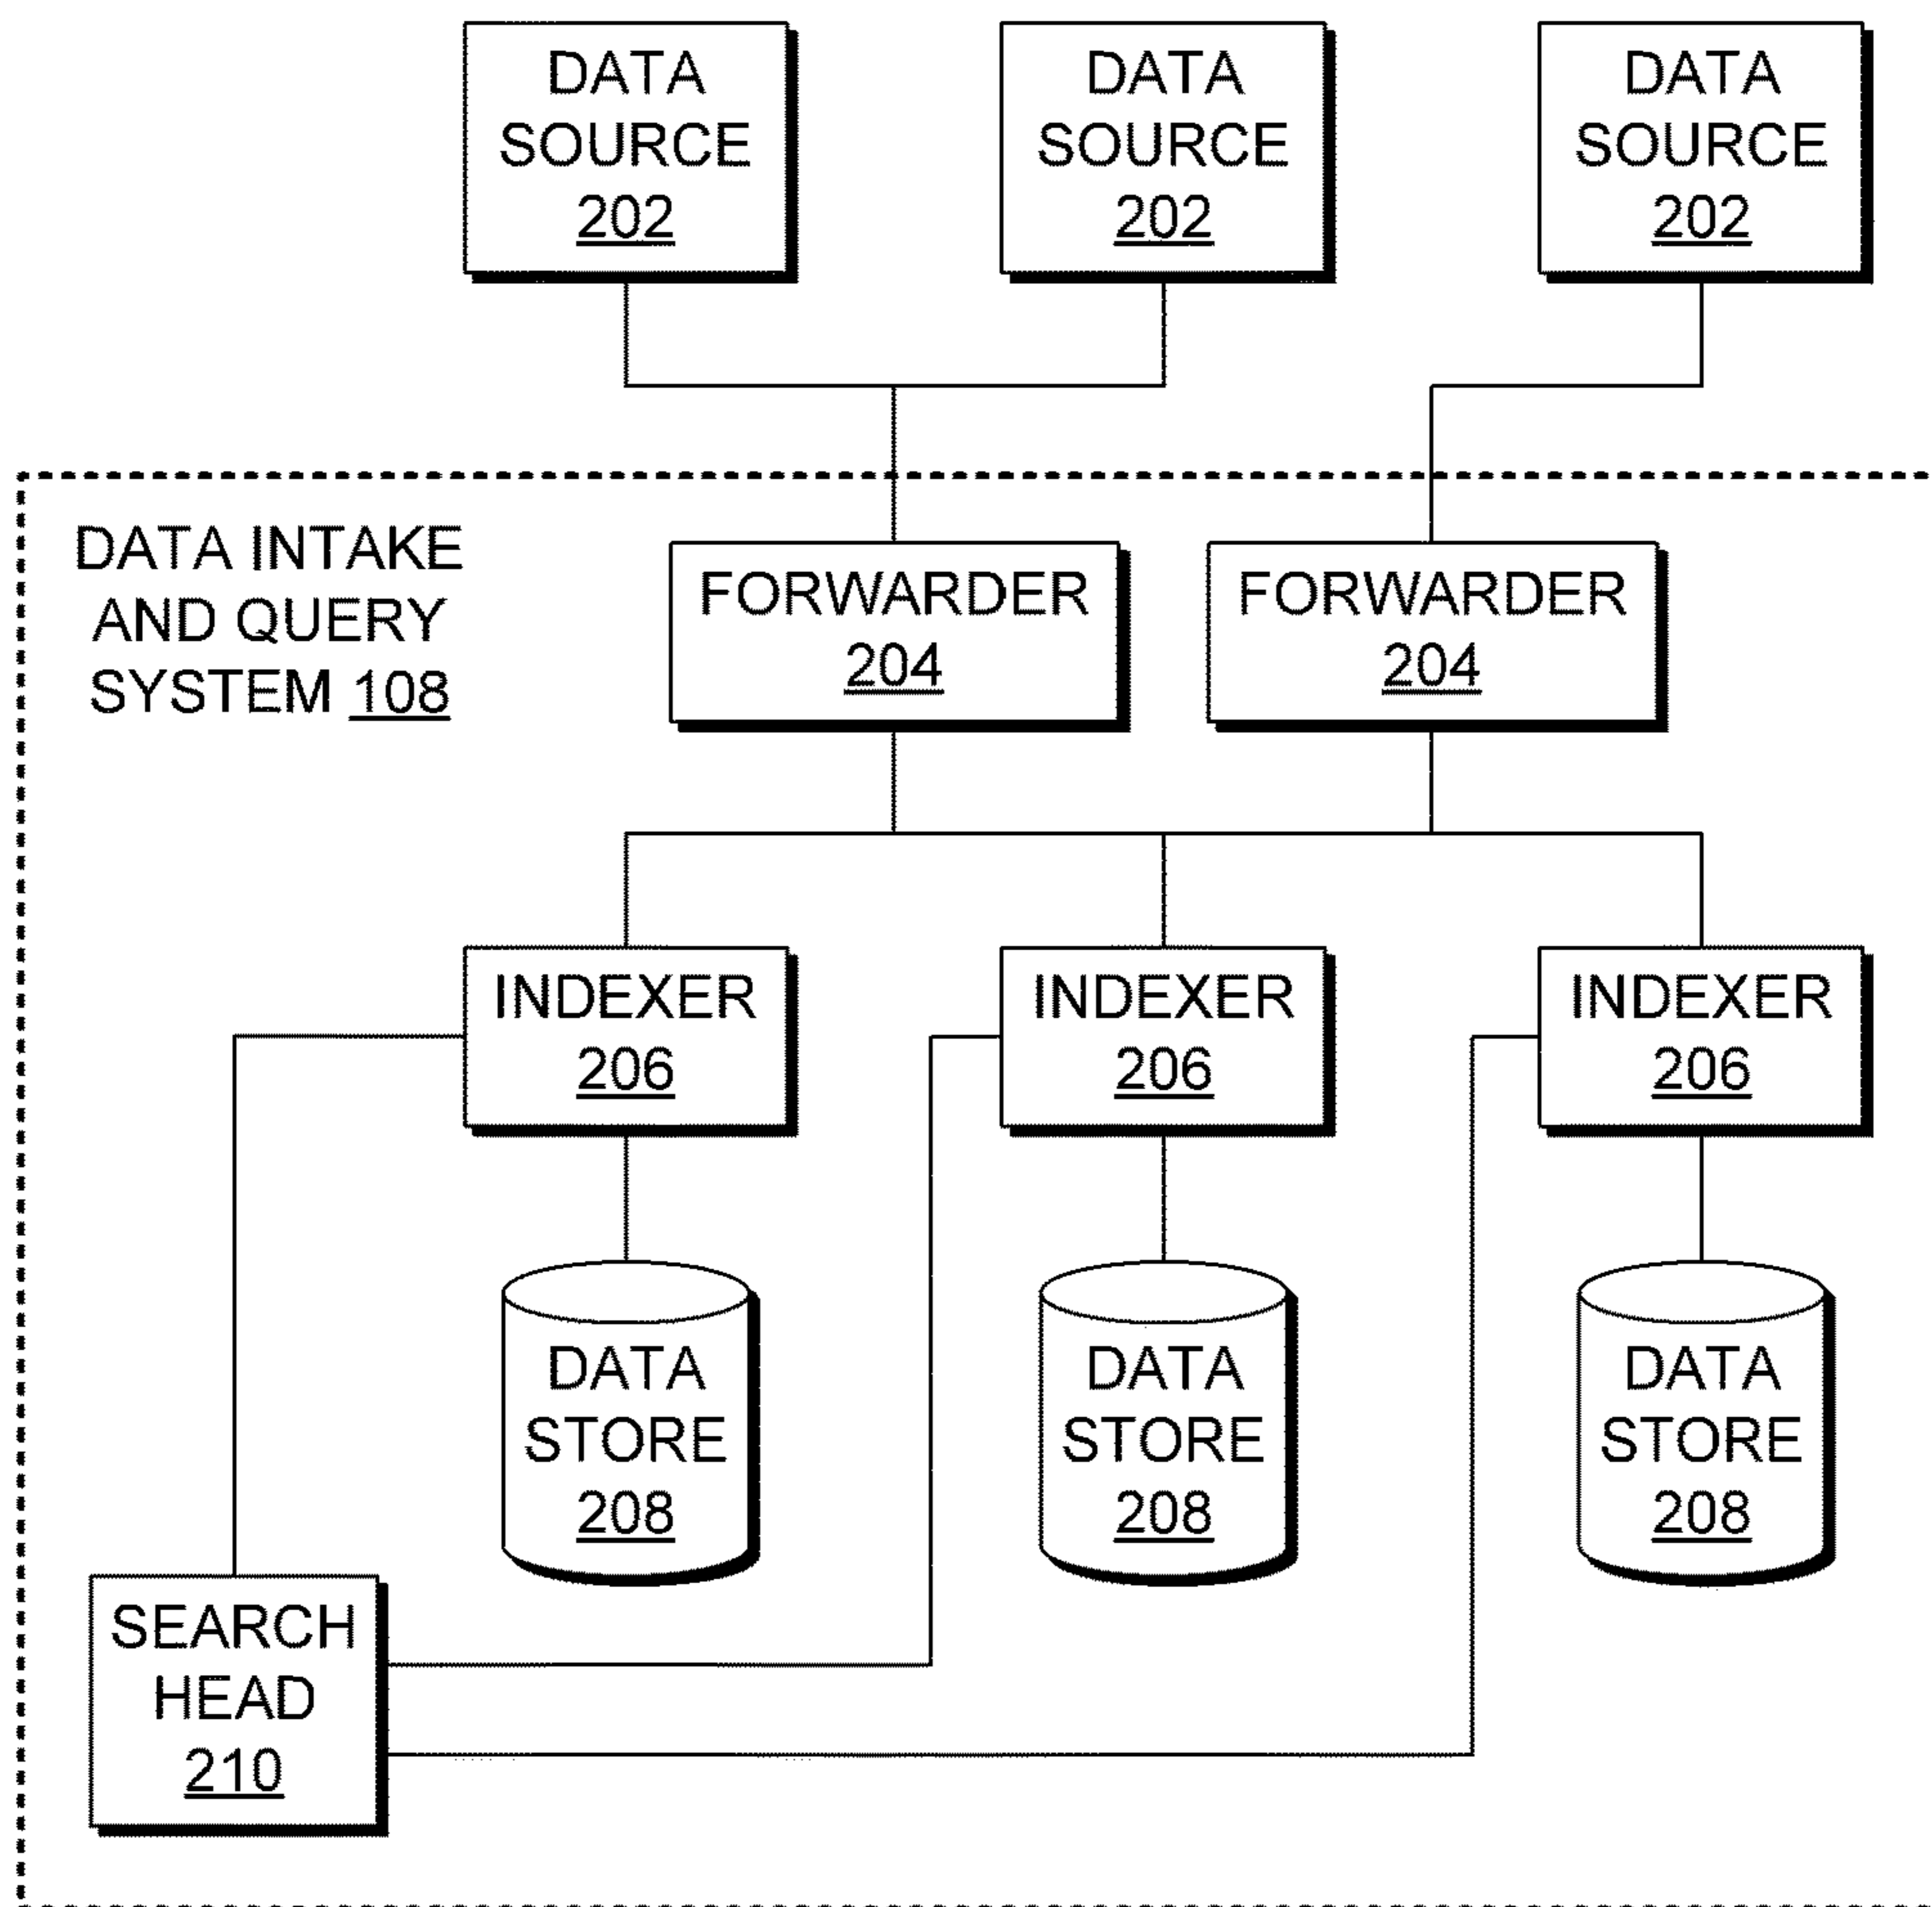 DATA
SOURCE
202
DATA
SOURCE
202
DATA
SOURCE
202
DATA INTAKE
AND QUERY
SYSTEM 108
FORWARDER
204
FORWARDER
204
INDEXER
206
INDEXER
206
INDEXER
206
DATA
STORE
208
DATA
STORE
208
DATA
STORE
208
SEARCH
HEAD
210